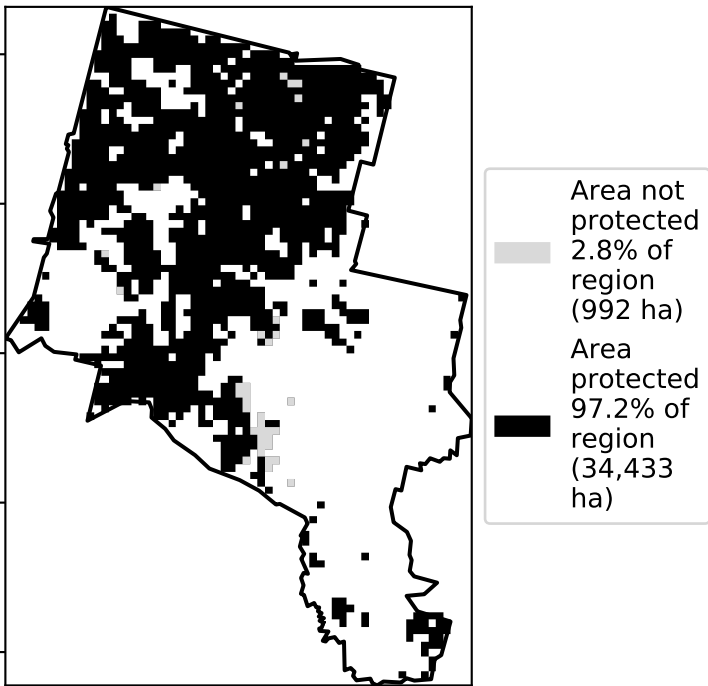 Area not
protected
2.8% of
region
(992 ha)
Area
protected
97.2% of
region
(34,433
ha)